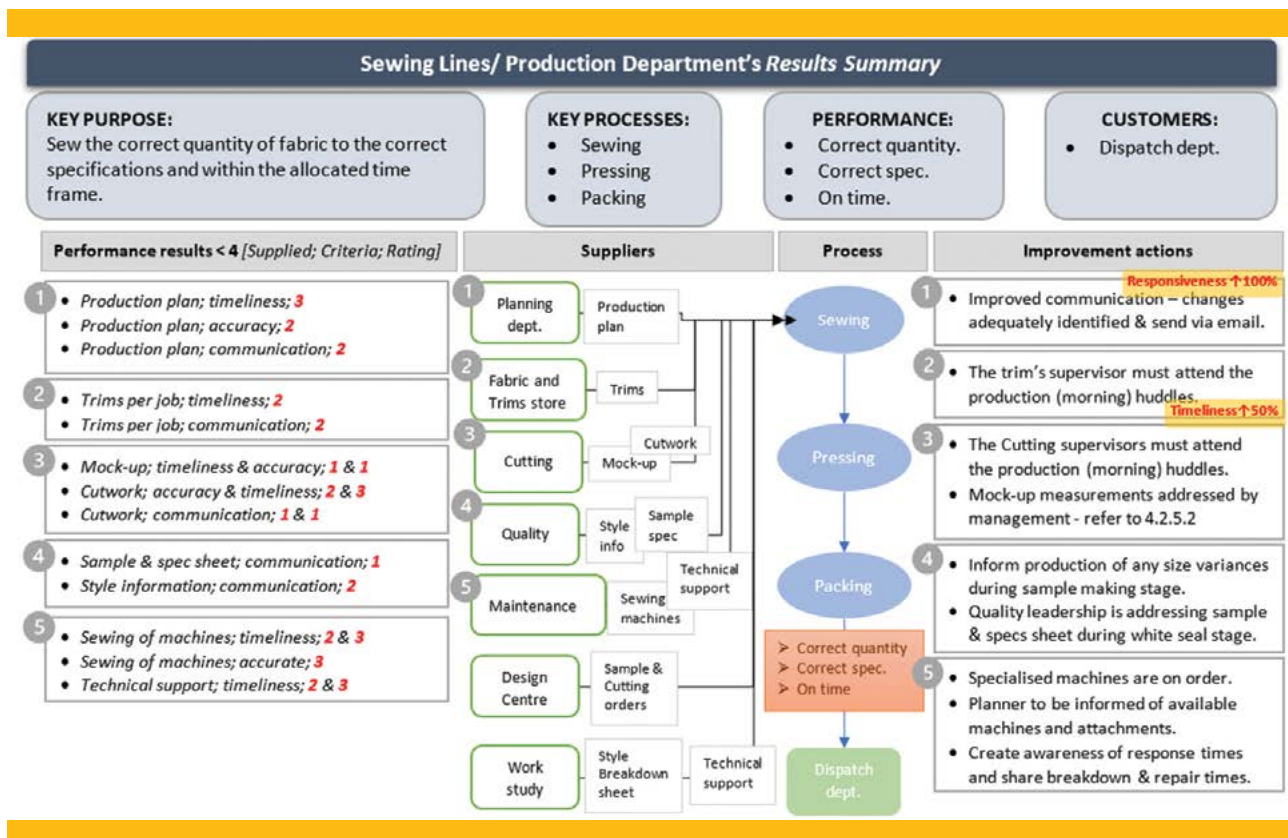 Sewing Lines/ Production Department's Results Summary
KEY PURPOSE:
Sew the correct quantity of fabric to the correct
specifications and within the allocated time
frame.
KEY PROCESSES:
• Sewing
• Pressing
• Packing
PERFORMANCE:
• Correct quantity.
• Correct spec.
• On time.
CUSTOMERS:
• Dispatch dept.
Performance results < 4 [Supplied; Criteria; Rating]
1
• Production plan; timeliness; 3
• Production plan; accuracy; 2
• Production plan; communication; 2
2
• Trims per job; timeliness; 2
• Trims per job; communication; 2
3
• Mock-up; timeliness & accuracy; 1 & 1
• Cutwork; accuracy & timeliness; 2 & 3
• Cutwork; communication; 1 & 1
4
• Sample & spec sheet; communication; 1
• Style information; communication; 2
5
• Sewing of machines; timeliness; 2 & 3
• Sewing of machines; accurate; 3
• Technical support; timeliness; 2 & 3
Suppliers
1
Planning
dept.
Production
plan
2
Fabric and
Trims store
Trims
3
Cutting
Mock-up
Cutwork
4
Quality
Style
info
Sample
spec
5
Maintenance
Sewing
machines
Technical
support
Design
Centre
Sample &
Cutting
orders
Work
study
Style
Breakdown
sheet
Technical
support
Process
Sewing
Pressing
Packing
➢ Correct quantity
➢ Correct spec.
➢ On time
Dispatch
dept.
Improvement actions
Responsiveness ↑100%
1
• Improved communication – changes
adequately identified & send via email.
2
• The trim's supervisor must attend the
production (morning) huddles.
Timeliness↑50%
3
• The Cutting supervisors must attend
the production (morning) huddles.
• Mock-up measurements addressed by
management - refer to 4.2.5.2
4
• Inform production of any size variances
during sample making stage.
• Quality leadership is addressing sample
& specs sheet during white seal stage.
5
• Specialised machines are on order.
• Planner to be informed of available
machines and attachments.
• Create awareness of response times
and share breakdown & repair times.